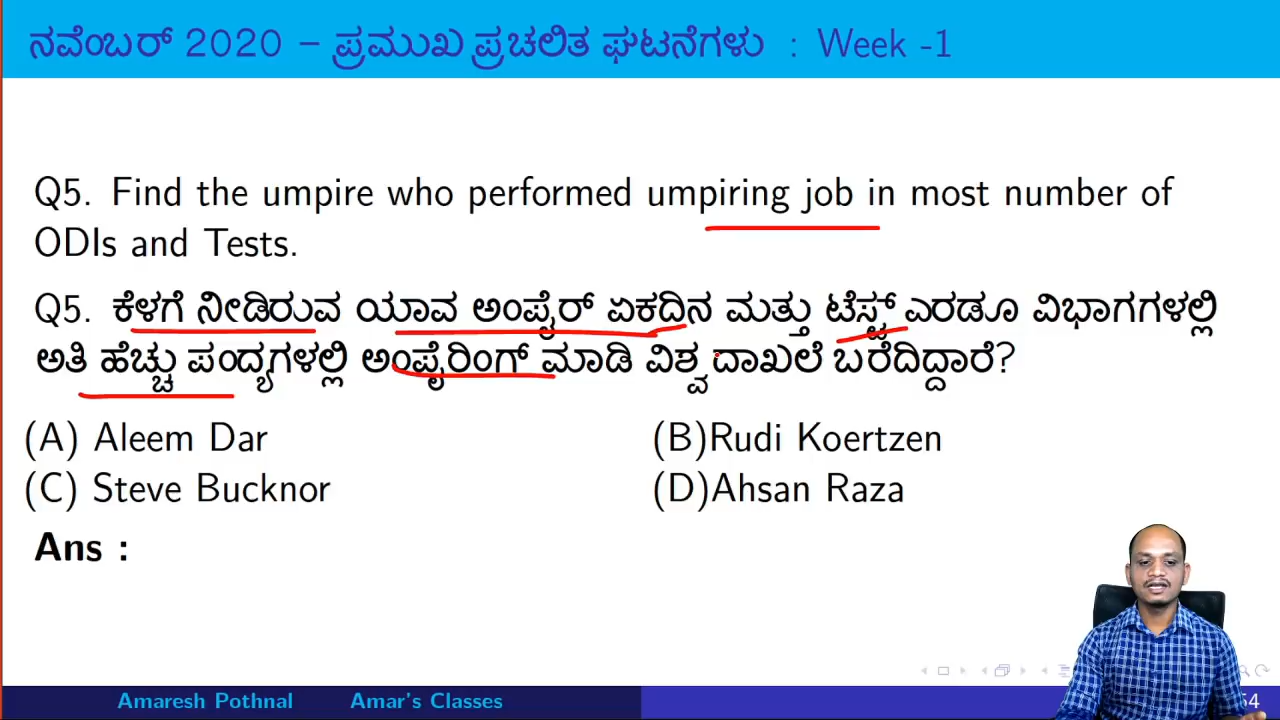 ನವೆಂಬರ್ 2020 – ಪ್ರಮುಖ ಪ್ರಚಲಿತ ಘಟನೆಗಳು : Week -1
Q5. Find the umpire who performed umpiring job in most number of
ODIs and Tests.
Q5. ಕೆಳಗೆ ನೀಡಿರುವ ಯಾವ ಅಂಪೈರ್ ಏಕದಿನ ಮತ್ತು ಟೆಸ್ಟ್ ಎರಡೂ ವಿಭಾಗಗಳಲ್ಲಿ
ಅತಿ ಹೆಚ್ಚು ಪಂದ್ಯಗಳಲ್ಲಿ ಅಂಪೈರಿಂಗ್ ಮಾಡಿ ವಿಶ್ವದಾಖಲೆ ಬರೆದಿದ್ದಾರೆ?
(A) Aleem Dar (B)Rudi Koertzen
(C) Steve Bucknor (D)Ahsan Raza
Ans :
Amaresh Pothnal Amar's Classes 54